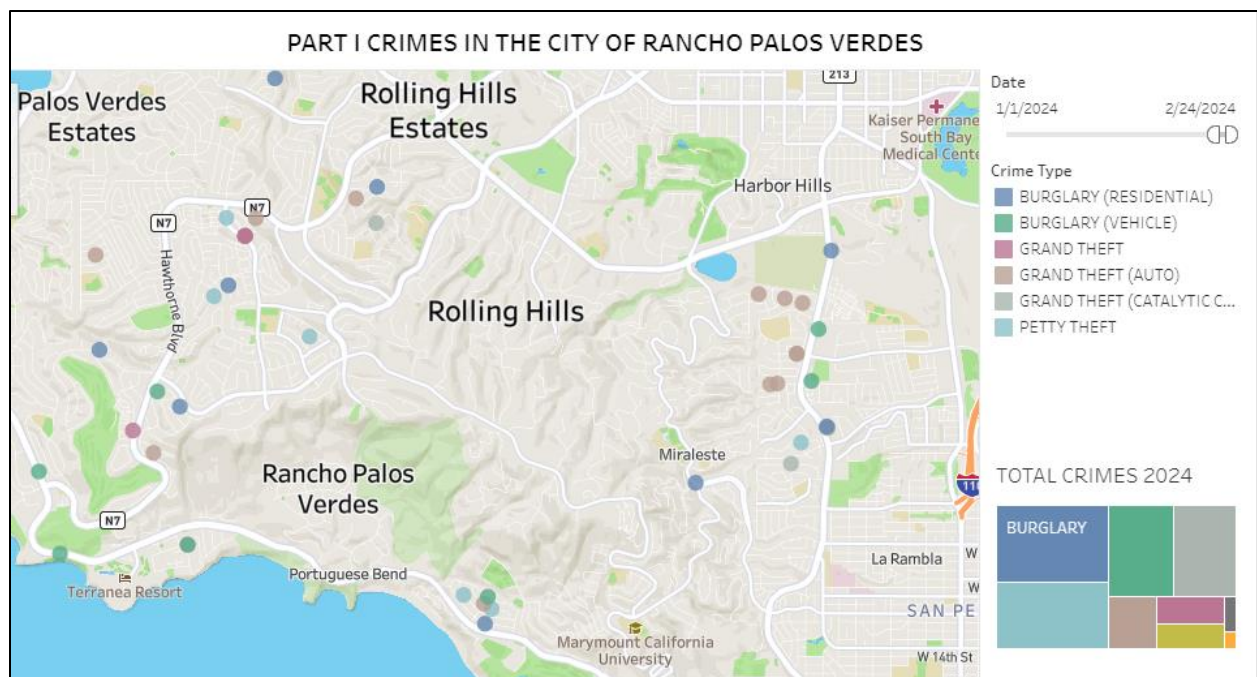 PART I CRIMES IN THE CITY OF RANCHO PALOS VERDES
Palos Verdes
Estates
Rolling Hills
Estates
213
Kaiser Permane
South Bay
Medical Cente
Harbor Hills
N7
N7
Hawthorne Blvd
Rolling Hills
Miraleste
Rancho Palos
Verdes
110
N7
La Rambla
W
Portuguese Bend
Terranea Resort
W
SAN PE
Marymount California
University
W 14th St
Date
1/1/2024
2/24/2024
Crime Type
BURGLARY (RESIDENTIAL)
BURGLARY (VEHICLE)
GRAND THEFT
GRAND THEFT (AUTO)
GRAND THEFT (CATALYTIC C...
PETTY THEFT
TOTAL CRIMES 2024
BURGLARY